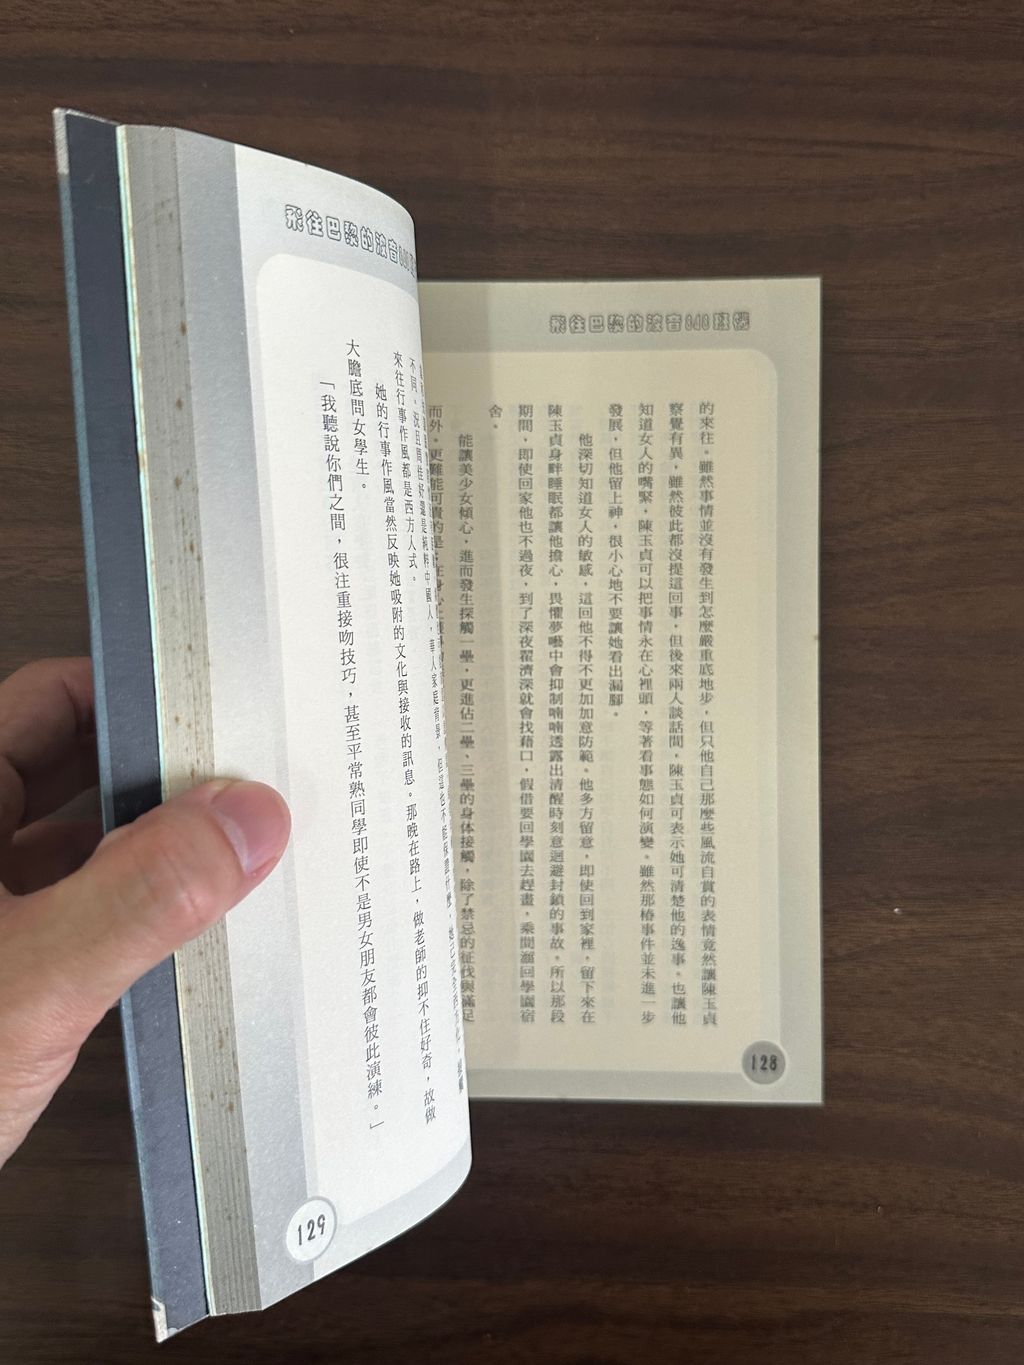 飛往巴黎的波音848班機
的來往。雖然事情並沒有發生到怎麼嚴重底地步，但只他自己那麼些風流自賞的表情竟然讓陳玉貞
察覺有異，雖然彼此都沒提這回事，但後來兩人談話間，陳玉貞可表示她可清楚他的逸事。也讓他
知道女人的嘴緊，陳玉貞可以把事情永在心裡頭，等著看事態如何演變。雖然那樁事件並未進一步
發展，但他留上神，很小心地不要讓她看出漏腳。
他深切知道女人的敏感，這回他不得不更加加意防範。他多方留意，即使回到家裡，留下來在
陳玉貞身畔睡眠都讓他擔心，畏懼夢囈中會抑制喃喃透露出清醒時刻意迴避封鎖的事故。所以那段
期間，即使回家他也不過夜，到了深夜翟濟深就會找藉口，假借要回學園去趕畫，乘間溜回學園宿
舍。
能讓美少女傾心，進而發生探觸一壘，更進佔二壘、三壘的身体接觸，除了禁忌的征伐與滿足
而外，更難能可貴的是
128
飛往巴黎的波音
來往行事作風都是西方人式。
她的行事作風當然反映她吸附的文化與接收的訊息。那晚在路上，做老師的抑不住好奇，故做
大膽底問女學生。
「我聽說你們之間，很注重接吻技巧，甚至平常熟同學即使不是男女朋友都會彼此演練。」
129